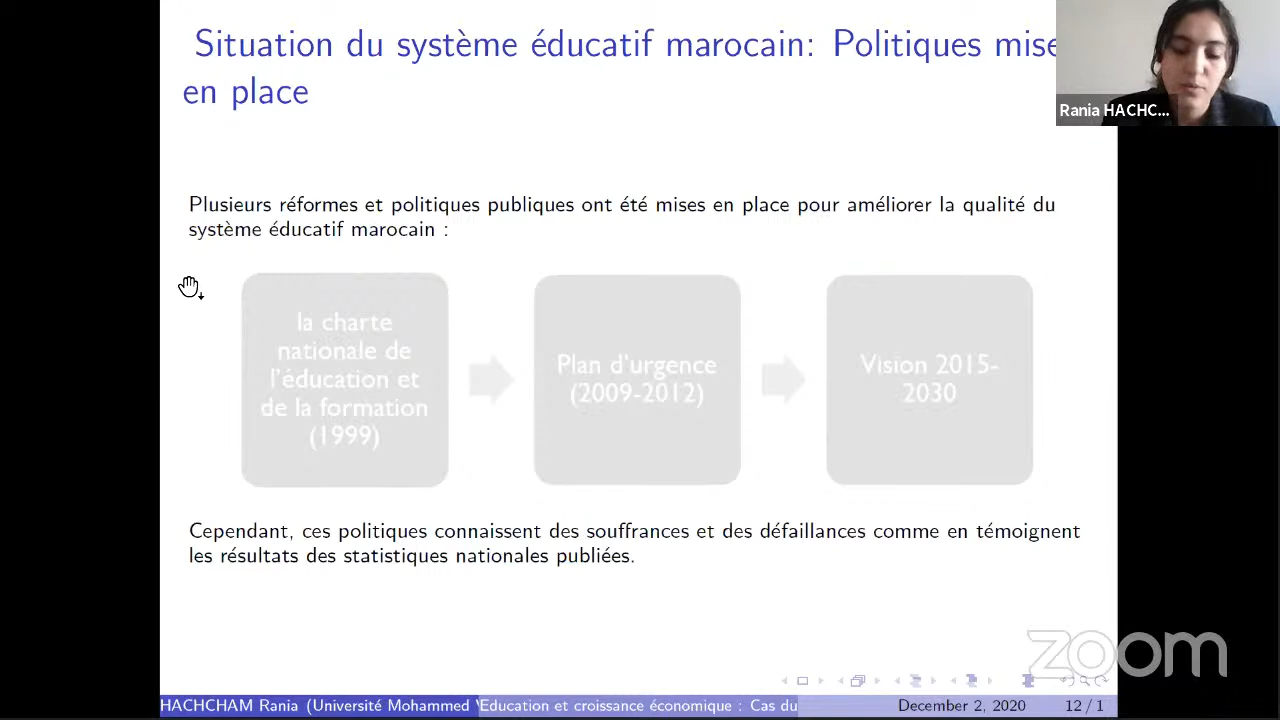 Situation du système éducatif marocain: Politiques mise
en place
Rania HACHC...
Plusieurs réformes et politiques publiques ont été mises en place pour améliorer la qualité du
système éducatif marocain :
la charte
nationale de
l'éducation et
de la formation
(1999)
Plan d'urgence
(2009-2012)
Vision 2015-
2030
Cependant, ces politiques connaissent des souffrances et des défaillances comme en témoignent
les résultats des statistiques nationales publiées.
zoom
HACHCHAM Rania (Université Mohammed V
Education et croissance économique : Cas du
December 2, 2020
12 / 1